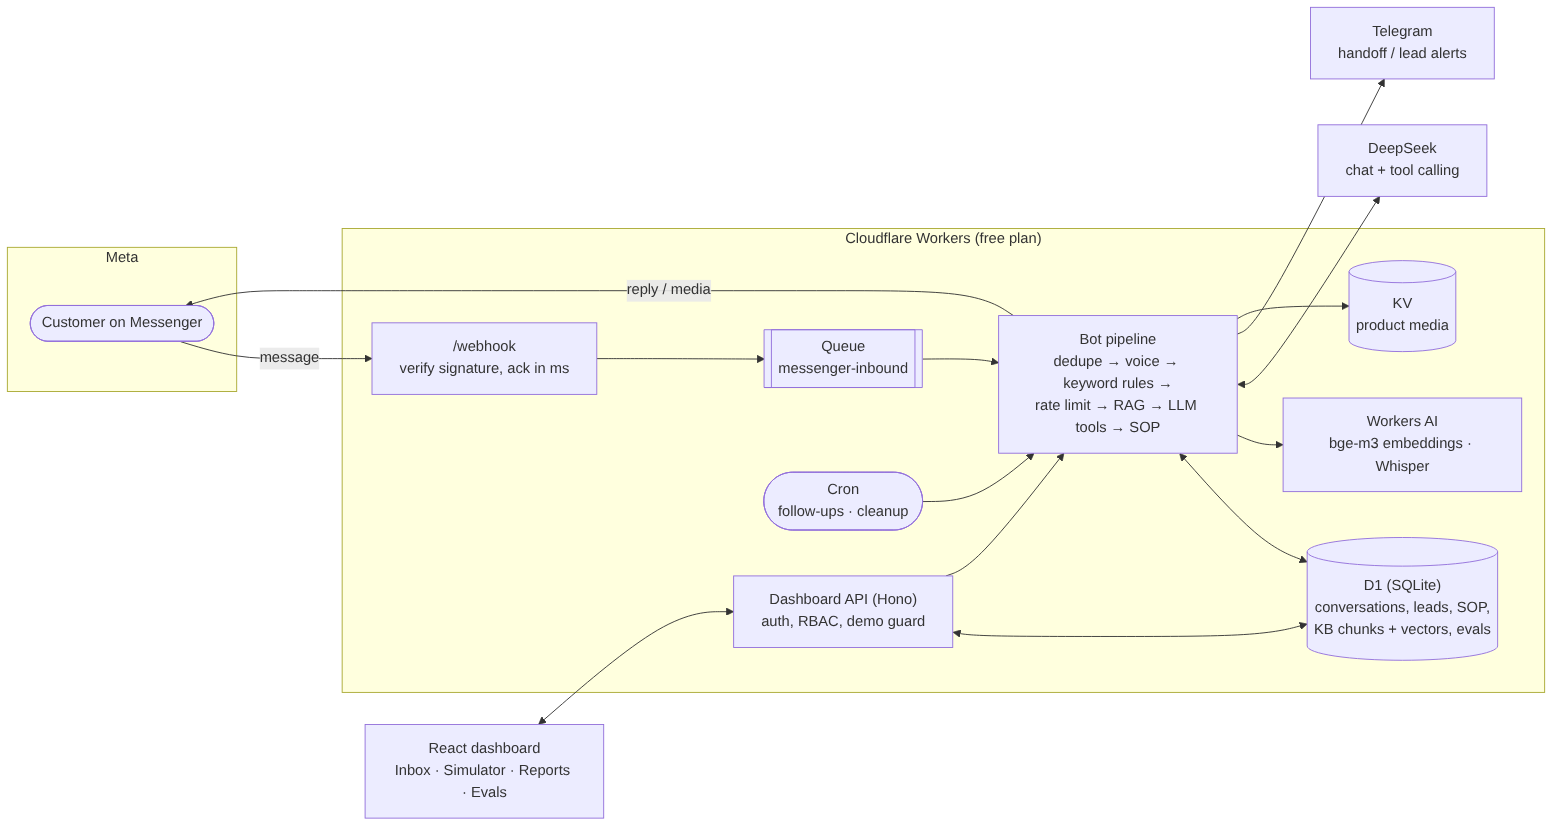 Telegram
handoff / lead alerts
DeepSeek
chat + tool calling
Cloudflare Workers (free plan)
Meta
Customer on Messenger
reply / media
message
/webhook
verify signature, ack in ms
Queue
messenger-inbound
Bot pipeline
dedupe → voice →
keyword rules →
rate limit → RAG → LLM
tools → SOP
KV
product media
Workers AI
bge-m3 embeddings ·
Whisper
Cron
follow-ups · cleanup
Dashboard API (Hono)
auth, RBAC, demo guard
D1 (SQLite)
conversations, leads, SOP,
KB chunks + vectors, evals
React dashboard
Inbox · Simulator · Reports
· Evals